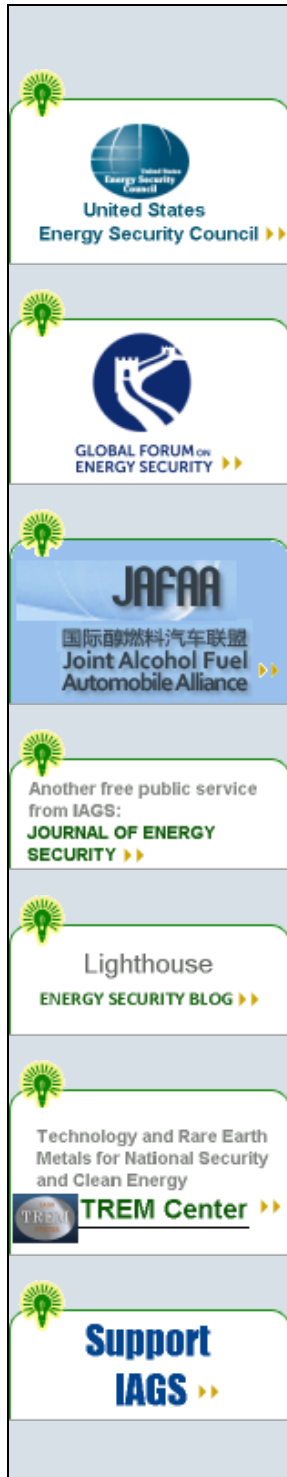 United States
Energy Security
Council
United States
Energy Security Council
GLOBAL FORUM ON
ENERGY SECURITY
JAFAA
国际醇燃料汽车联盟
Joint Alcohol Fuel
Automobile Alliance
Another free public service
from IAGS:
JOURNAL OF ENERGY
SECURITY
Lighthouse
ENERGY SECURITY BLOG
Technology and Rare Earth
Metals for National Security
and Clean Energy
TREM
TREM Center
Support
IAGS